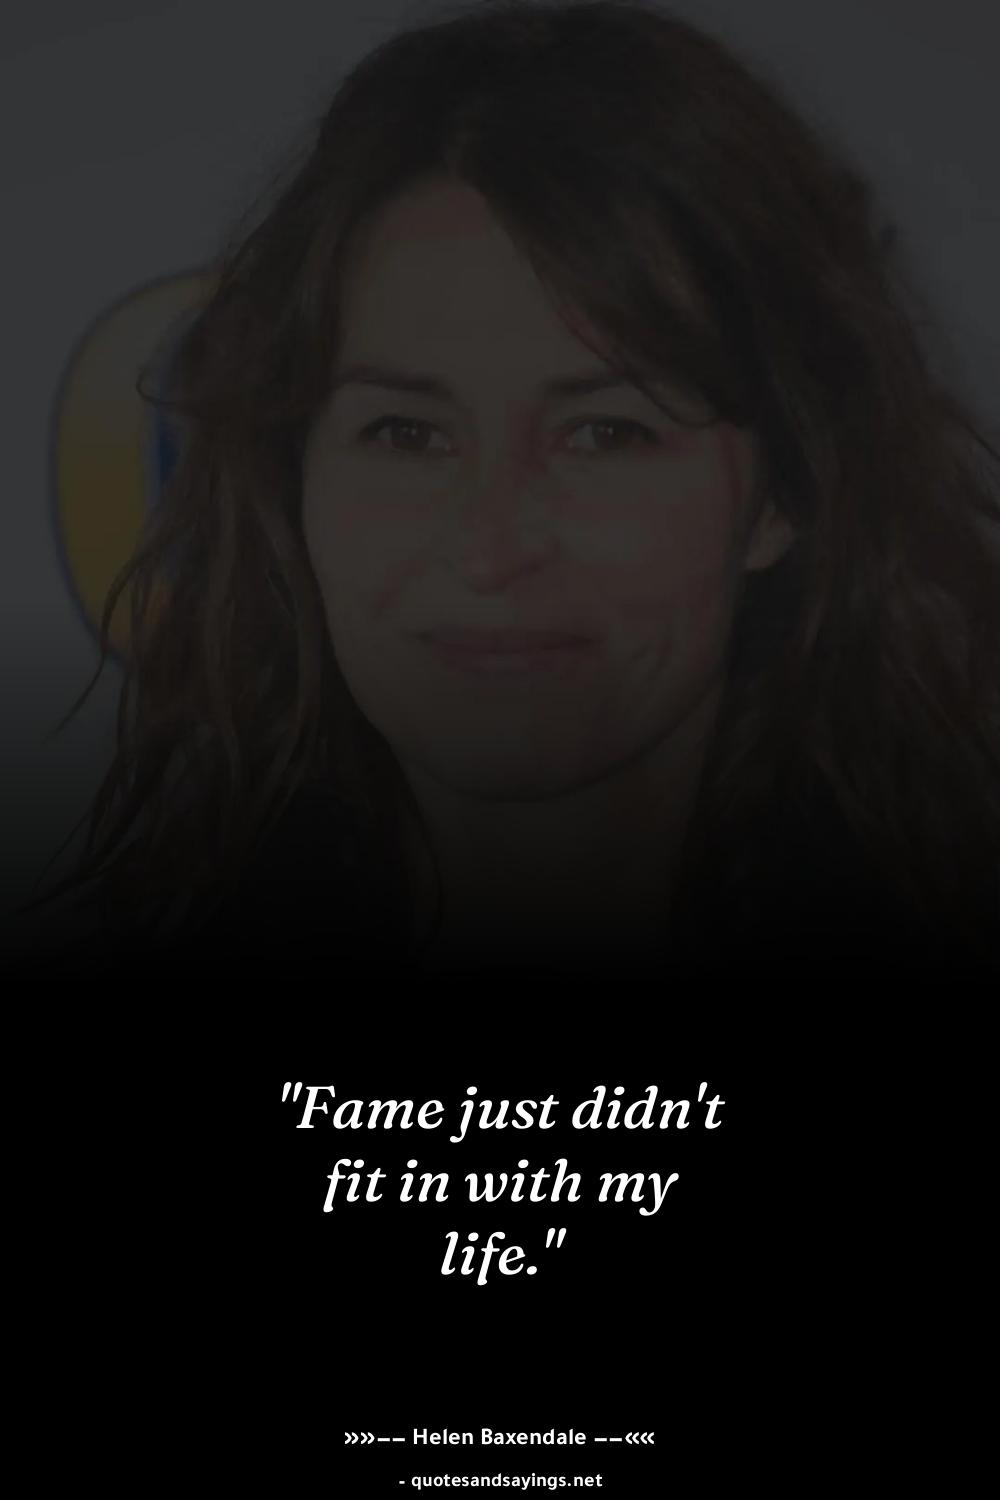 "Fame just didn't
fit in with my
life."
»»−− Helen Baxendale −−««
- quotesandsayings.net